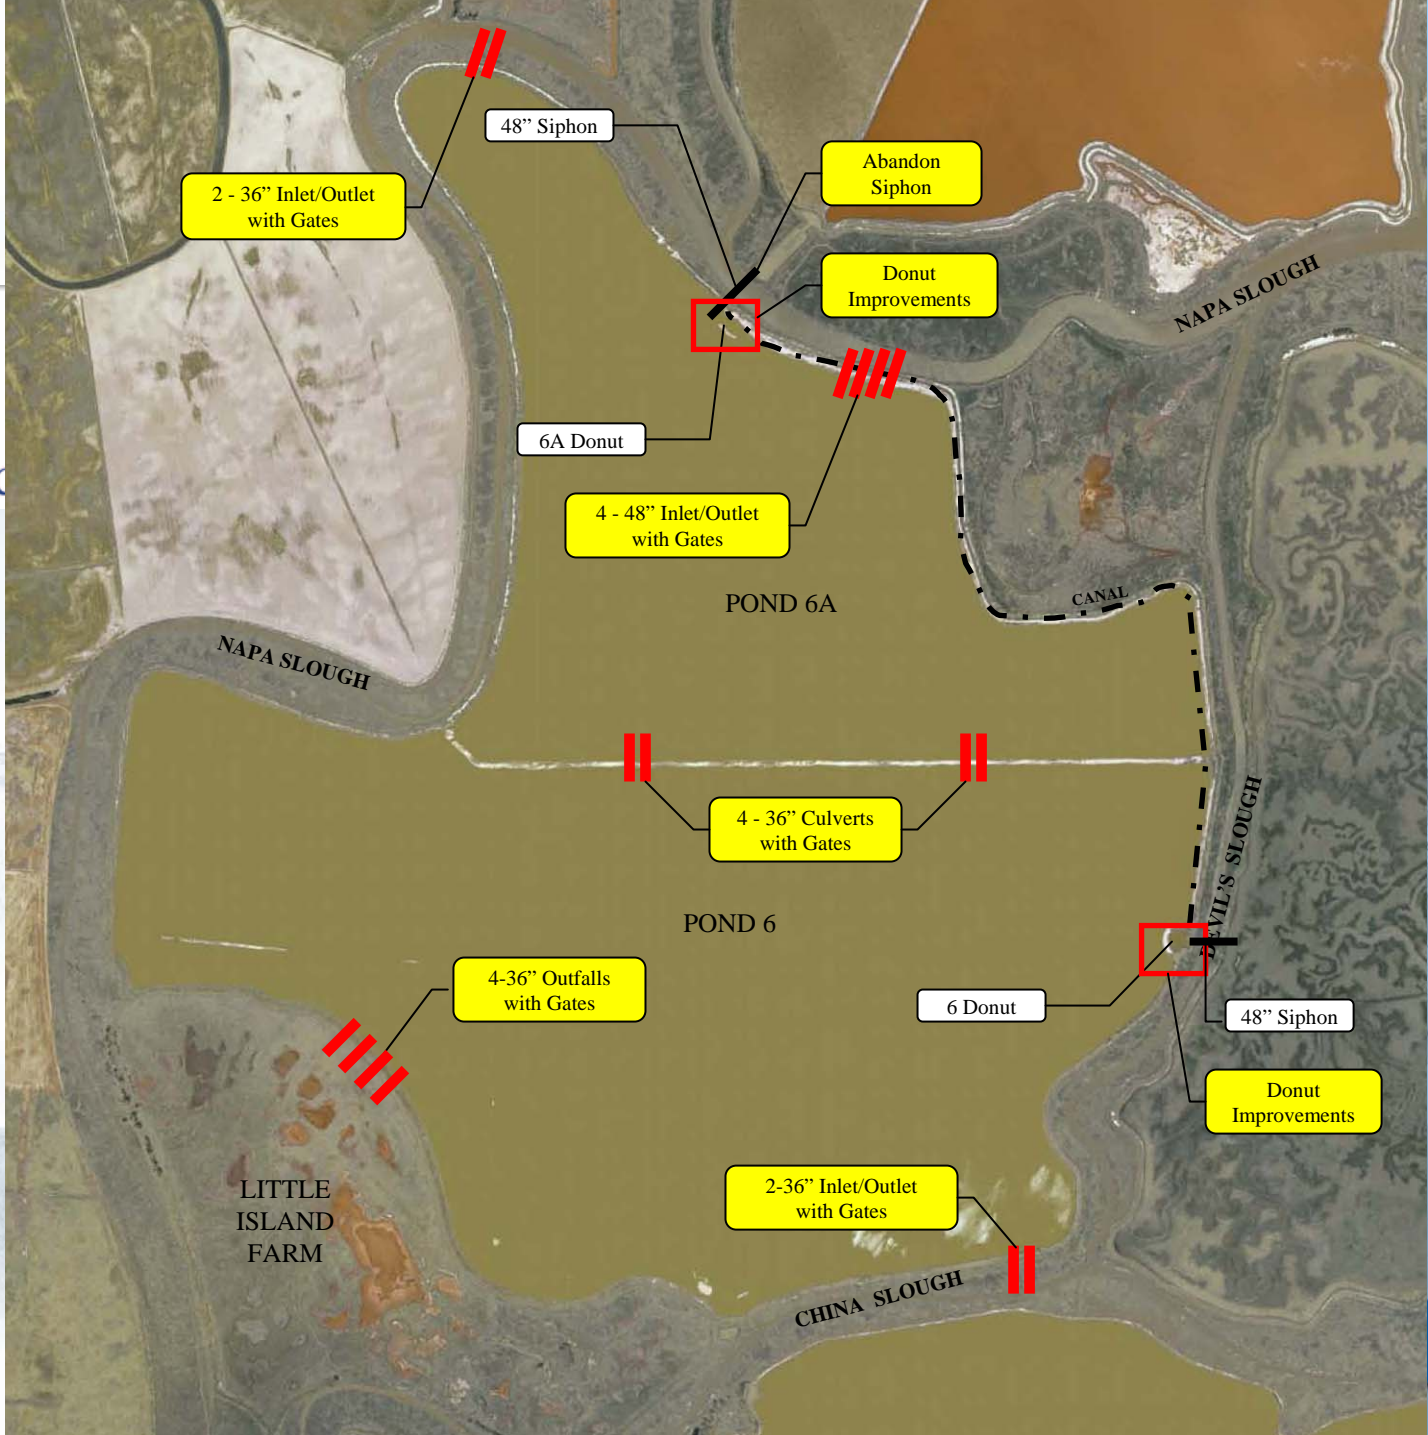 48” Siphon
Abandon
Siphon
2 - 36” Inlet/Outlet
with Gates
Donut
Improvements
NAPA SLOUGH
6A Donut
4 - 48” Inlet/Outlet
with Gates
POND 6A
CANAL
NAPA SLOUGH
4 - 36” Culverts
with Gates
DEVIL’S SLOUGH
POND 6
4-36” Outfalls
with Gates
6 Donut
48” Siphon
Donut
Improvements
LITTLE
ISLAND
FARM
2-36” Inlet/Outlet
with Gates
CHINA SLOUGH